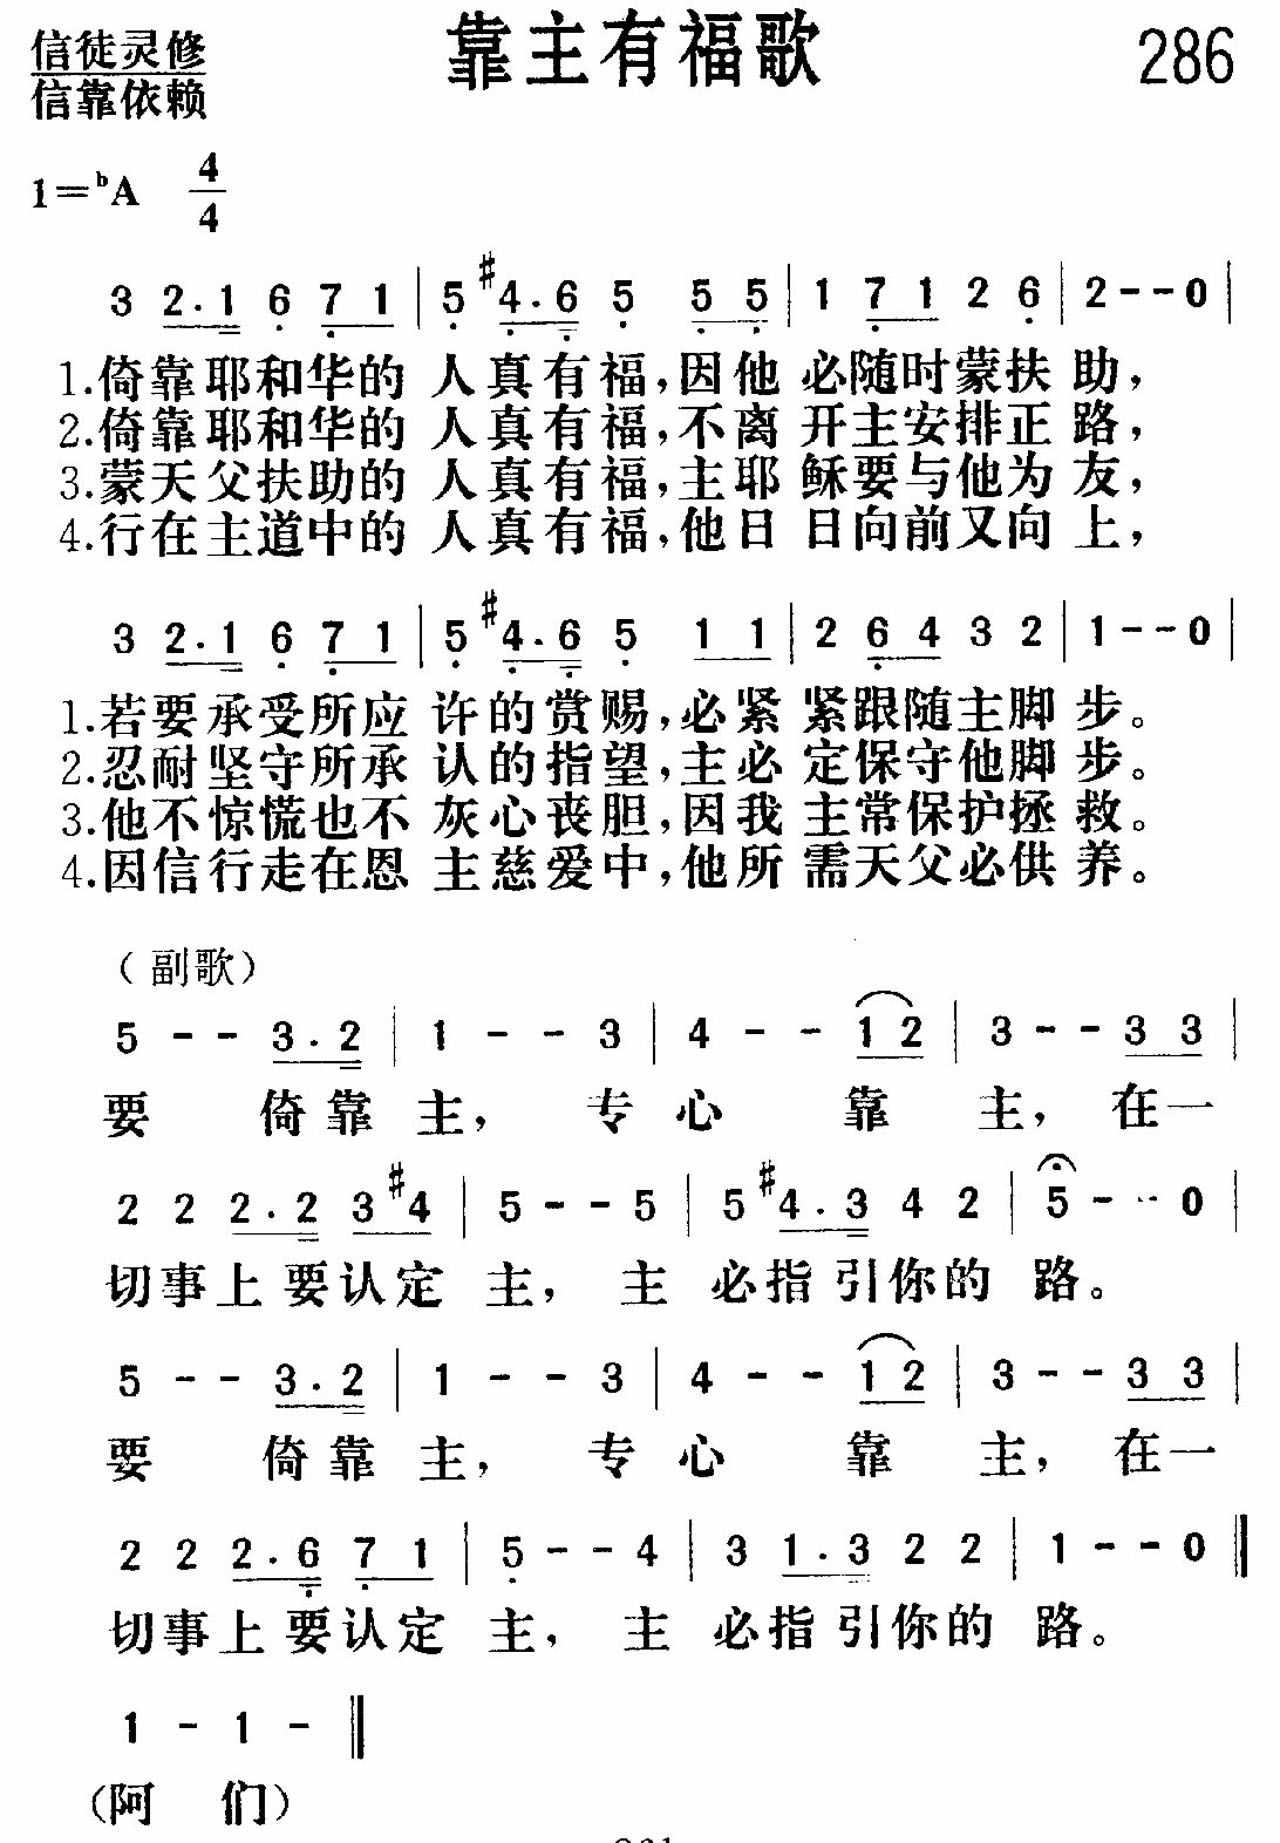 信徒灵修
信靠依赖
靠主有福歌
286
1=ᵇA 4/4
3 2.1 6 7 1 | 5 #4.6 5 5 5 | 1 7 1 2 6 | 2--0 |
1.倚靠耶和华的人真有福,因他必随时蒙扶助,
2.倚靠耶和华的人真有福,不离开主安排正路,
3.蒙天父扶助的人真有福,主耶稣要与他为友,
4.行在主道中的人真有福,他日日向前又向上,
3 2.1 6 7 1 | 5 #4.6 5 1 1 | 2 6 4 3 2 | 1--0 |
1.若要承受所应许的赏赐,必紧紧跟随主脚步。
2.忍耐坚守所承认的指望,主必定保守他脚步。
3.他不惊慌也不灰心丧胆,因我主常保护拯救。
4.因信行走在恩主慈爱中,他所需天父必供养。
(副歌)
5 - - 3.2 | 1 - - 3 | 4 - - 1 2 | 3 - - 3 3 |
要 倚靠主, 专心 靠 主, 在一
2 2 2.2 3 #4 | 5 - - 5 | 5 #4.3 4 2 | 5 - - 0 |
切事上要认定主, 主 必指引你的路。
5 - - 3.2 | 1 - - 3 | 4 - - 1 2 | 3 - - 3 3 |
要 倚靠主, 专心 靠 主, 在一
2 2 2.6 7 1 | 5 - - 4 | 3 1.3 2 2 | 1 - - 0 ‖
切事上要认定主, 主 必指引你的路。
1 - 1 - ‖
(阿 们)